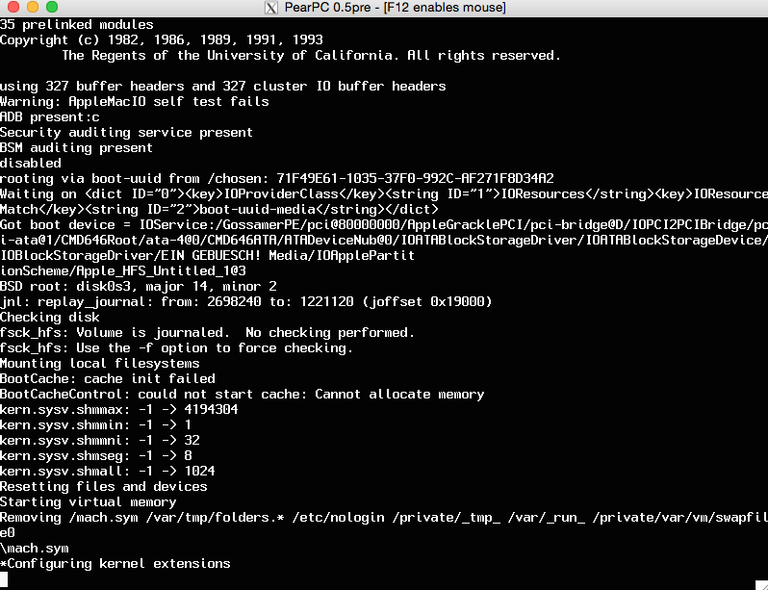 PearPC 0.5pre - [F12 enables mouse]
35 prelinked modules
Copyright (c) 1982, 1986, 1989, 1991, 1993
The Regents of the University of California. All rights reserved.
using 327 buffer headers and 327 cluster IO buffer headers
Warning: AppleMacIO self test fails
ADB present:c
Security auditing service present
BSM auditing present
disabled
rooting via boot-uuid from /chosen: 71F49E61-1035-37F0-992C-AF271F8D34A2
Waiting on <dict ID="0"><key>IOProviderClass</key><string ID="1">IOResources</string><key>IOResource
Match</key><string ID="2">boot-uuid-media</string></dict>
Got boot device = IOService:/GossamerPE/pci@80000000/AppleGracklePCI/pci-bridge@D/IOPCI2PCIBridge/pc
i-ata@1/CMD646Root/ata-4@0/CMD646ATA/ATADeviceNub@0/IOATABlockStorageDriver/IOATABlockStorageDevice/
IOBlockStorageDriver/EIN GEBUESCH! Media/IOApplePartit
ionScheme/Apple_HFS_Untitled_1@3
BSD root: disk0s3, major 14, minor 2
jnl: replay_journal: from: 2698240 to: 1221120 (joffset 0x19000)
Checking disk
fsck_hfs: Volume is journaled.  No checking performed.
fsck_hfs: Use the -f option to force checking.
Mounting local filesystems
BootCache: cache init failed
BootCacheControl: could not start cache: Cannot allocate memory
kern.sysv.shmmax: -1 -> 4194304
kern.sysv.shmmin: -1 -> 1
kern.sysv.shmmni: -1 -> 32
kern.sysv.shmseg: -1 -> 8
kern.sysv.shmall: -1 -> 1024
Resetting files and devices
Starting virtual memory
Removing /mach.sym /var/tmp/folders.* /etc/nologin /private/_tmp_ /var/_run_ /private/var/vm/swapfil
e0
\mach.sym
*Configuring kernel extensions